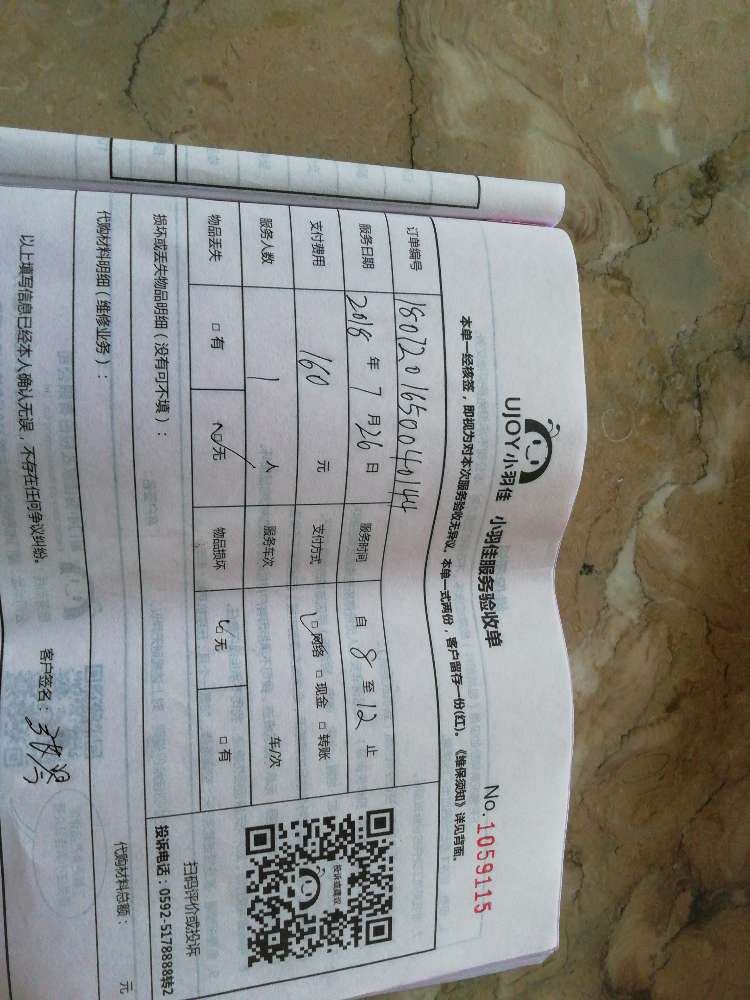 UJOY小羽佳 小羽佳服务验收单
No. 1059115
本单一经核签，即视为对本次服务验收无异议。本单一式两份，客户留存一份(红)。《维保须知》详见背面。
订单编号 1807201650040144
服务日期 2018 年 7 月 26 日 服务时间 自 8 至 12 止
支付费用 160 元 支付方式 □网络 □现金 □转账
服务人数 1 人 服务车次 车/次
物品丢失 □有 □无 物品损坏 □无 □有
损坏或丢失物品明细（没有可不填）：
代购材料明细（维修业务）：
代购材料总额： 元
以上填写信息已经本人确认无误，不存在任何争议纠纷。
客户签名：
投诉或建议
扫码评价或投诉
投诉电话：0592-5178888转2